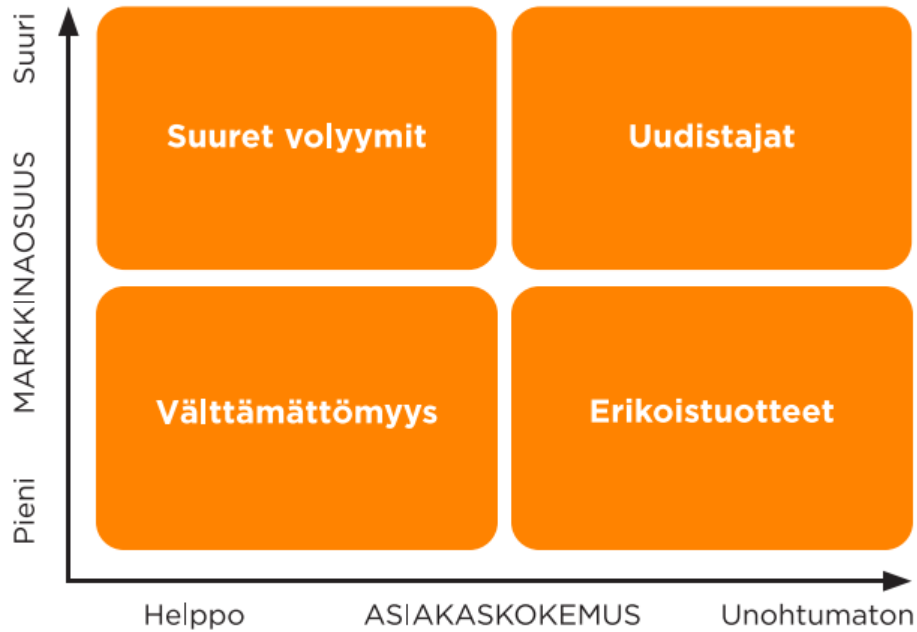 Suuri
MARKKINAOSUUS
Pieni
Suuret volyymit
Uudistajat
Välttämättömyys
Erikoistuotteet
Helppo
ASIAKASKOKEMUS
Unohtumaton